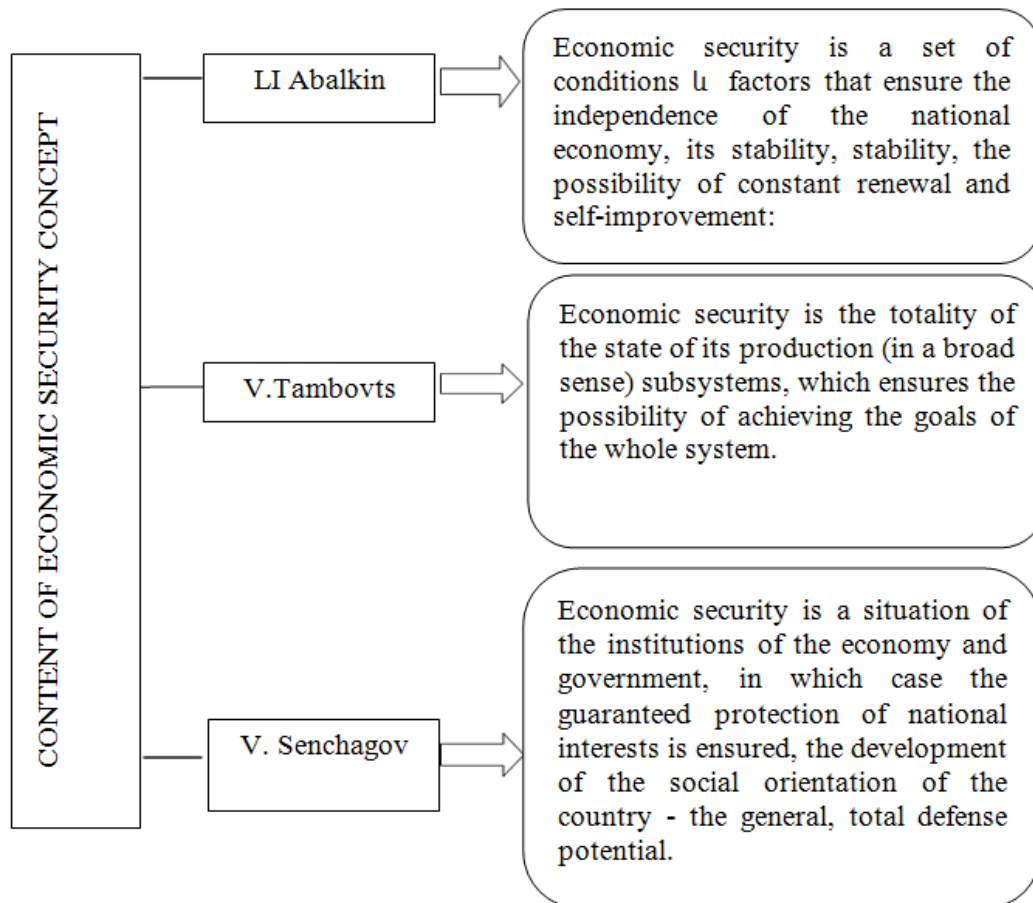 CONTENT OF ECONOMIC SECURITY CONCEPT
LI Abalkin
Economic security is a set of
conditions և factors that ensure the
independence of the national
economy, its stability, stability, the
possibility of constant renewal and
self-improvement:
V.Tambovts
Economic security is the totality of
the state of its production (in a broad
sense) subsystems, which ensures the
possibility of achieving the goals of
the whole system.
V. Senchagov
Economic security is a situation of
the institutions of the economy and
government, in which case the
guaranteed protection of national
interests is ensured, the development
of the social orientation of the
country - the general, total defense
potential.